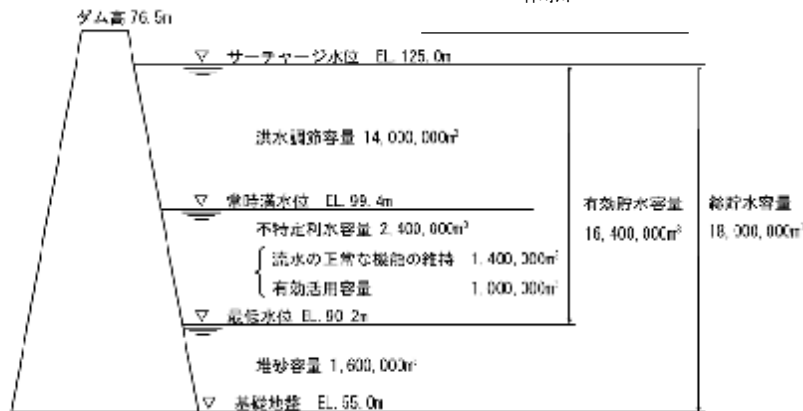 ダム高 76.5m
▽ サーチャージ水位 EL.125.0m
洪水調節容量 14,000,000m³
▽ 常時満水位 EL.99.4m
有効貯水容量
総貯水容量
不特定利水容量 2,400,000m³
16,400,000m³
18,000,000m³
流水の正常な機能の維持 1,400,000m³
有効活用容量 1,000,000m³
▽ 最低水位 EL.90.2m
堆砂容量 1,600,000m³
▽ 基礎地盤 EL.55.0m